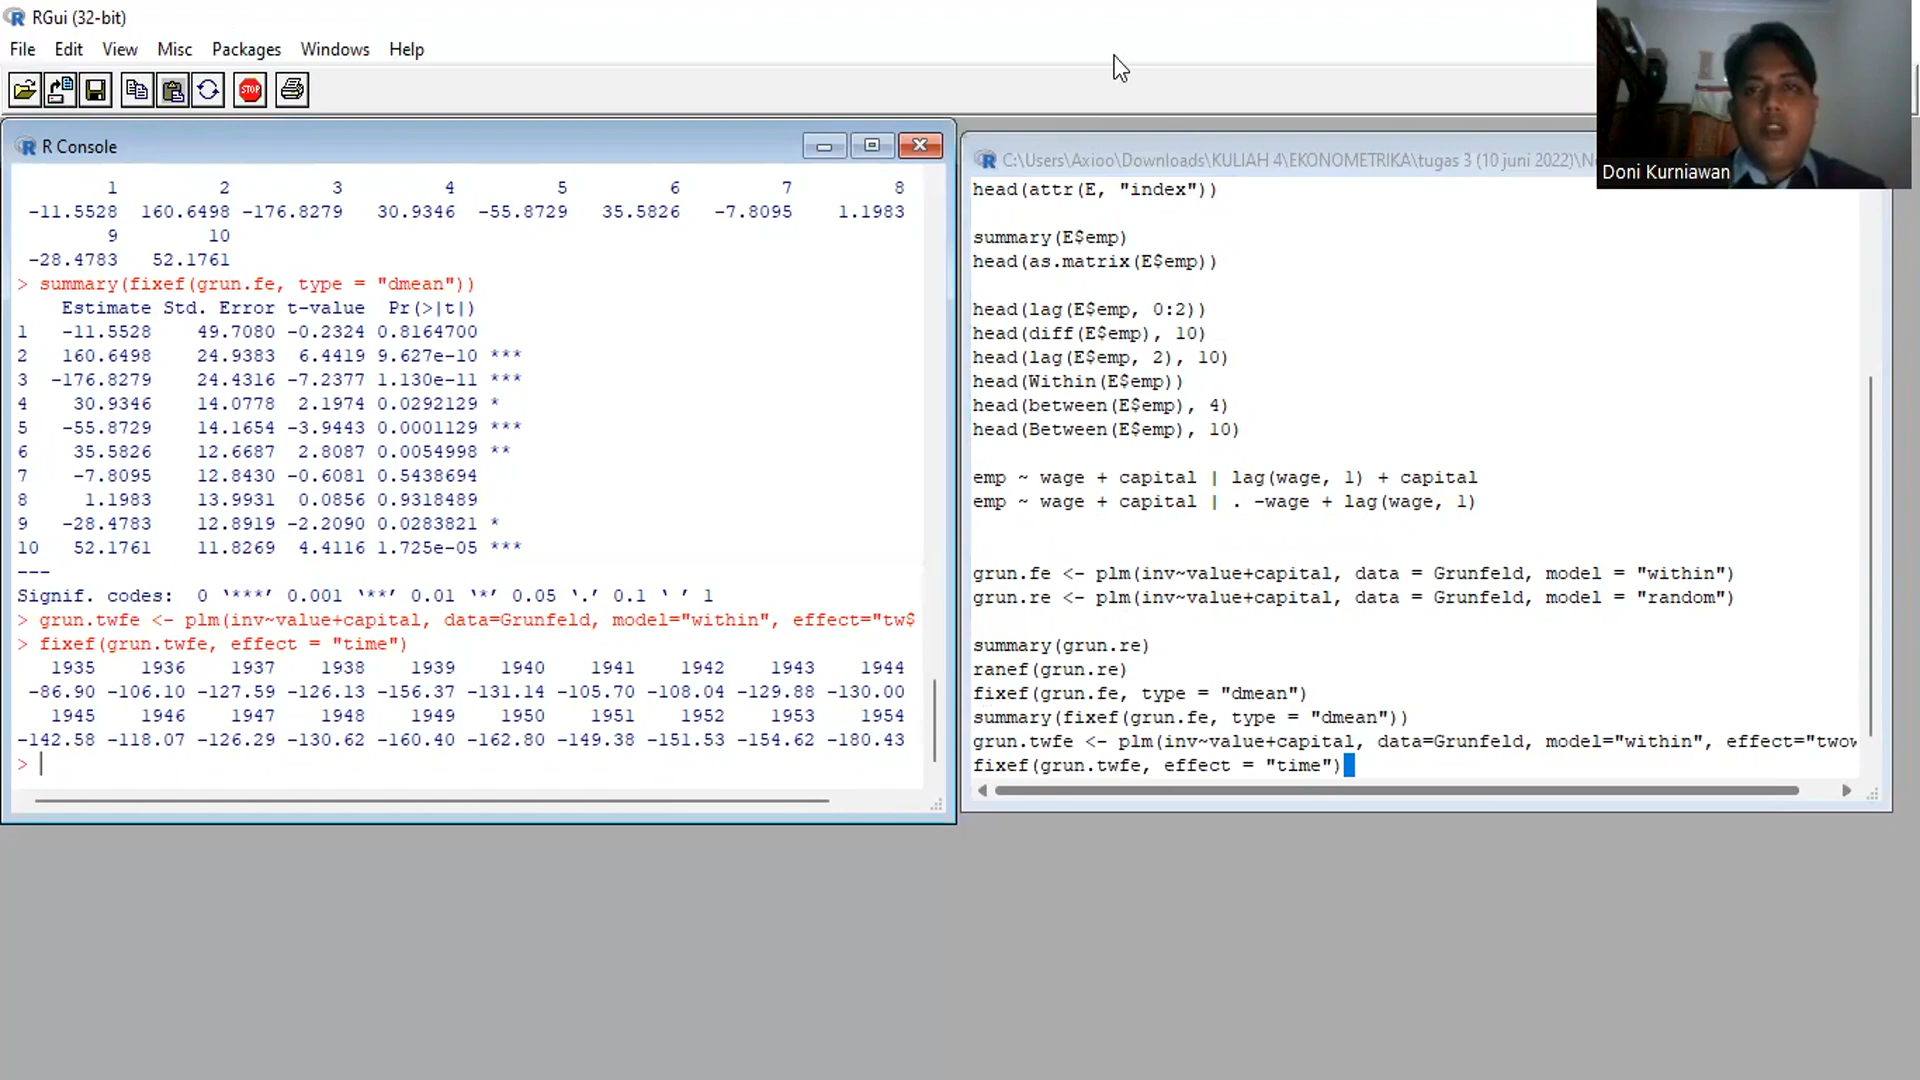 RGui (32-bit)
File Edit View Misc Packages Windows Help
STOP
R Console
1 2 3 4 5 6 7 8
-11.5528 160.6498 -176.8279 30.9346 -55.8729 35.5826 -7.8095 1.1983
9 10
-28.4783 52.1761
> summary(fixef(grun.fe, type = "dmean"))
Estimate Std. Error t-value Pr(>|t|)
1 -11.5528 49.7080 -0.2324 0.8164700
2 160.6498 24.9383 6.4419 9.627e-10 ***
3 -176.8279 24.4316 -7.2377 1.130e-11 ***
4 30.9346 14.0778 2.1974 0.0292129 *
5 -55.8729 14.1654 -3.9443 0.0001129 ***
6 35.5826 12.6687 2.8087 0.0054998 **
7 -7.8095 12.8430 -0.6081 0.5438694
8 1.1983 13.9931 0.0856 0.9318489
9 -28.4783 12.8919 -2.2090 0.0283821 *
10 52.1761 11.8269 4.4116 1.725e-05 ***
---
Signif. codes: 0 ‘***’ 0.001 ‘**’ 0.01 ‘*’ 0.05 ‘.’ 0.1 ‘ ’ 1
> grun.twfe <- plm(inv~value+capital, data=Grunfeld, model="within", effect="tw$
> fixef(grun.twfe, effect = "time")
1935 1936 1937 1938 1939 1940 1941 1942 1943 1944
-86.90 -106.10 -127.59 -126.13 -156.37 -131.14 -105.70 -108.04 -129.88 -130.00
1945 1946 1947 1948 1949 1950 1951 1952 1953 1954
-142.58 -118.07 -126.29 -130.62 -160.40 -162.80 -149.38 -151.53 -154.62 -180.43
>
C:\Users\Axioo\Downloads\KULIAH 4\EKONOMETRIKA\tugas 3 (10 juni 2022)\N
head(attr(E, "index"))
summary(E$emp)
head(as.matrix(E$emp))
head(lag(E$emp, 0:2))
head(diff(E$emp), 10)
head(lag(E$emp, 2), 10)
head(Within(E$emp))
head(between(E$emp), 4)
head(Between(E$emp), 10)
emp ~ wage + capital | lag(wage, 1) + capital
emp ~ wage + capital | . -wage + lag(wage, 1)
grun.fe <- plm(inv~value+capital, data = Grunfeld, model = "within")
grun.re <- plm(inv~value+capital, data = Grunfeld, model = "random")
summary(grun.re)
ranef(grun.re)
fixef(grun.fe, type = "dmean")
summary(fixef(grun.fe, type = "dmean"))
grun.twfe <- plm(inv~value+capital, data=Grunfeld, model="within", effect="twow
fixef(grun.twfe, effect = "time")
Doni Kurniawan